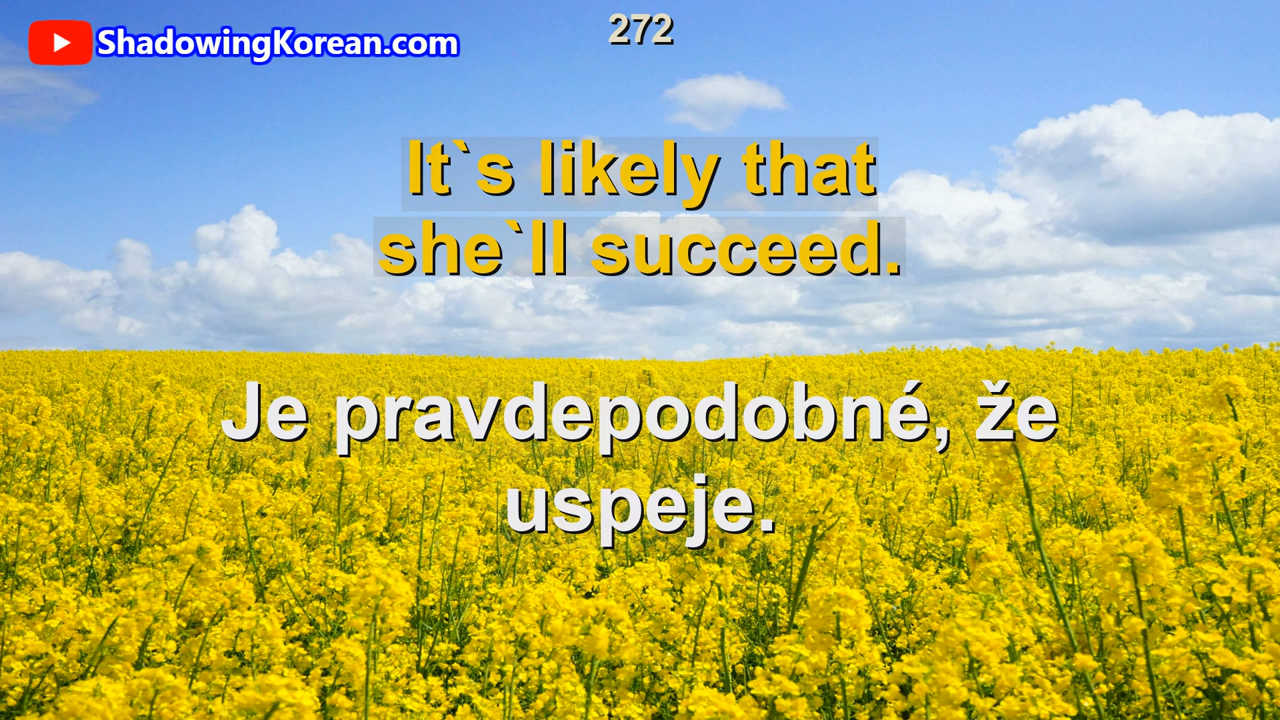 ShadowingKorean.com
272
It`s likely that
she`ll succeed.
Je pravdepodobné, že
uspeje.